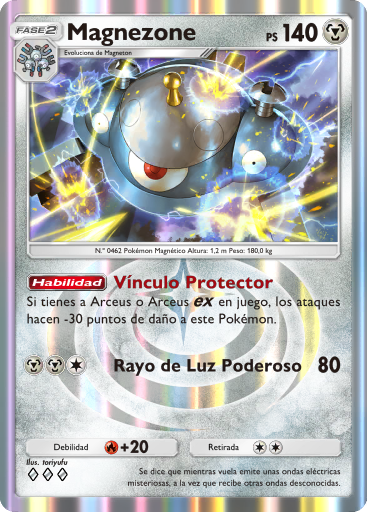 FASE 2 Magnezone PS 140
Evoluciona de Magneton
N.º 0462 Pokémon Magnético Altura: 1,2 m Peso: 180,0 kg
Habilidad Vínculo Protector
Si tienes a Arceus o Arceus ex en juego, los ataques
hacen -30 puntos de daño a este Pokémon.
Rayo de Luz Poderoso 80
Debilidad +20 Retirada
Ilus. toriyufu
Se dice que mientras vuela emite unas ondas eléctricas
misteriosas, a la vez que recibe otras ondas desconocidas.